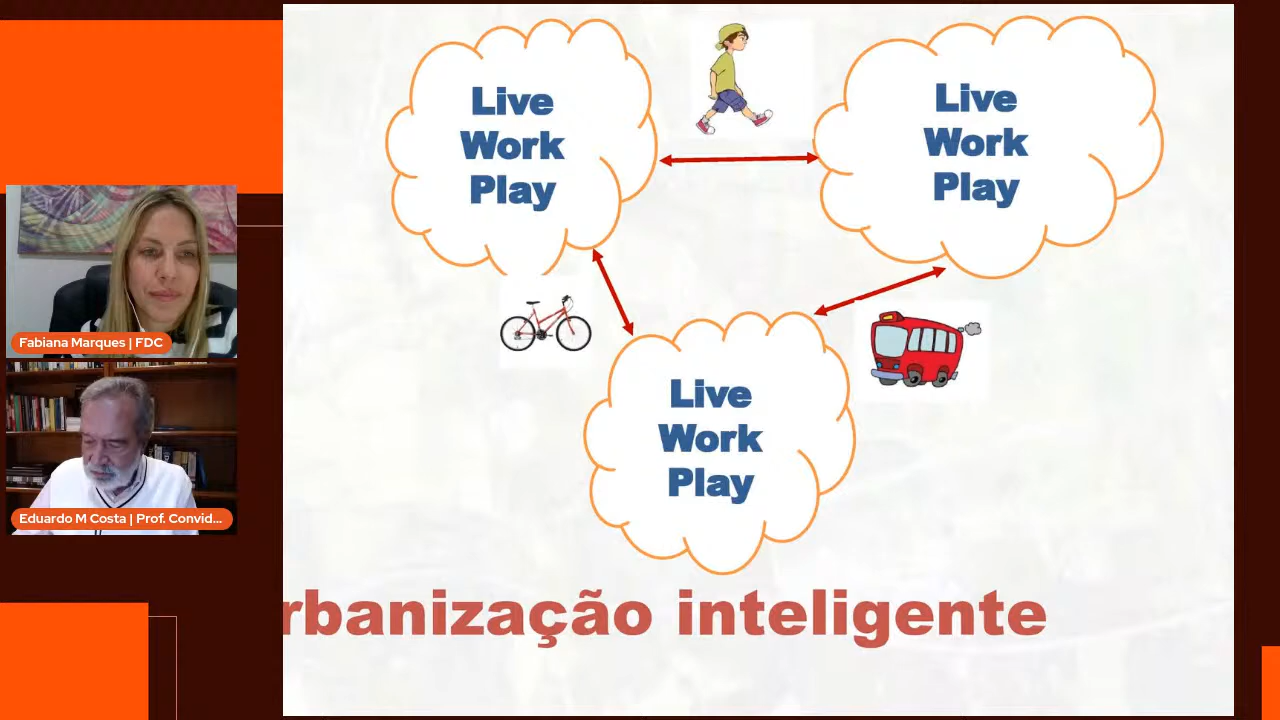 Live
Work
Play
Live
Work
Play
Fabiana Marques | FDC
Live
Work
Play
Eduardo M Costa | Prof. Convid...
rbanização inteligente